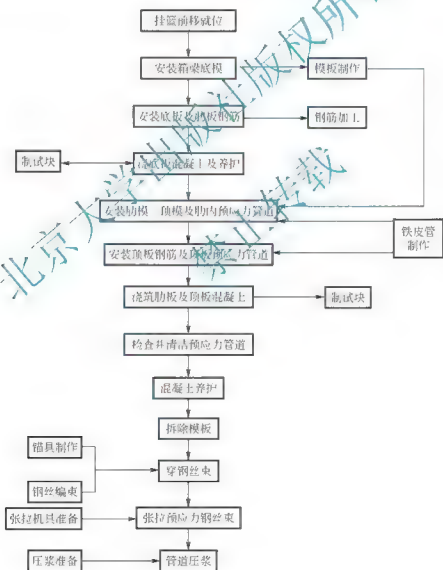 挂篮前移就位
安装箱梁底模
模板制作
安装底板及肋板钢筋
钢筋加工
制试块
浇底板混凝土及养护
安装肋模 顶模及肋内预应力管道
铁皮管
制作
安装顶板钢筋及顶板预应力管道
浇筑肋板及顶板混凝土
制试块
检查并清洁预应力管道
混凝土养护
拆除模板
锚具制作
穿钢丝束
钢丝编束
张拉机具准备
张拉预应力钢丝束
压浆准备
管道压浆
北京大学出版社版权所有
禁止转载